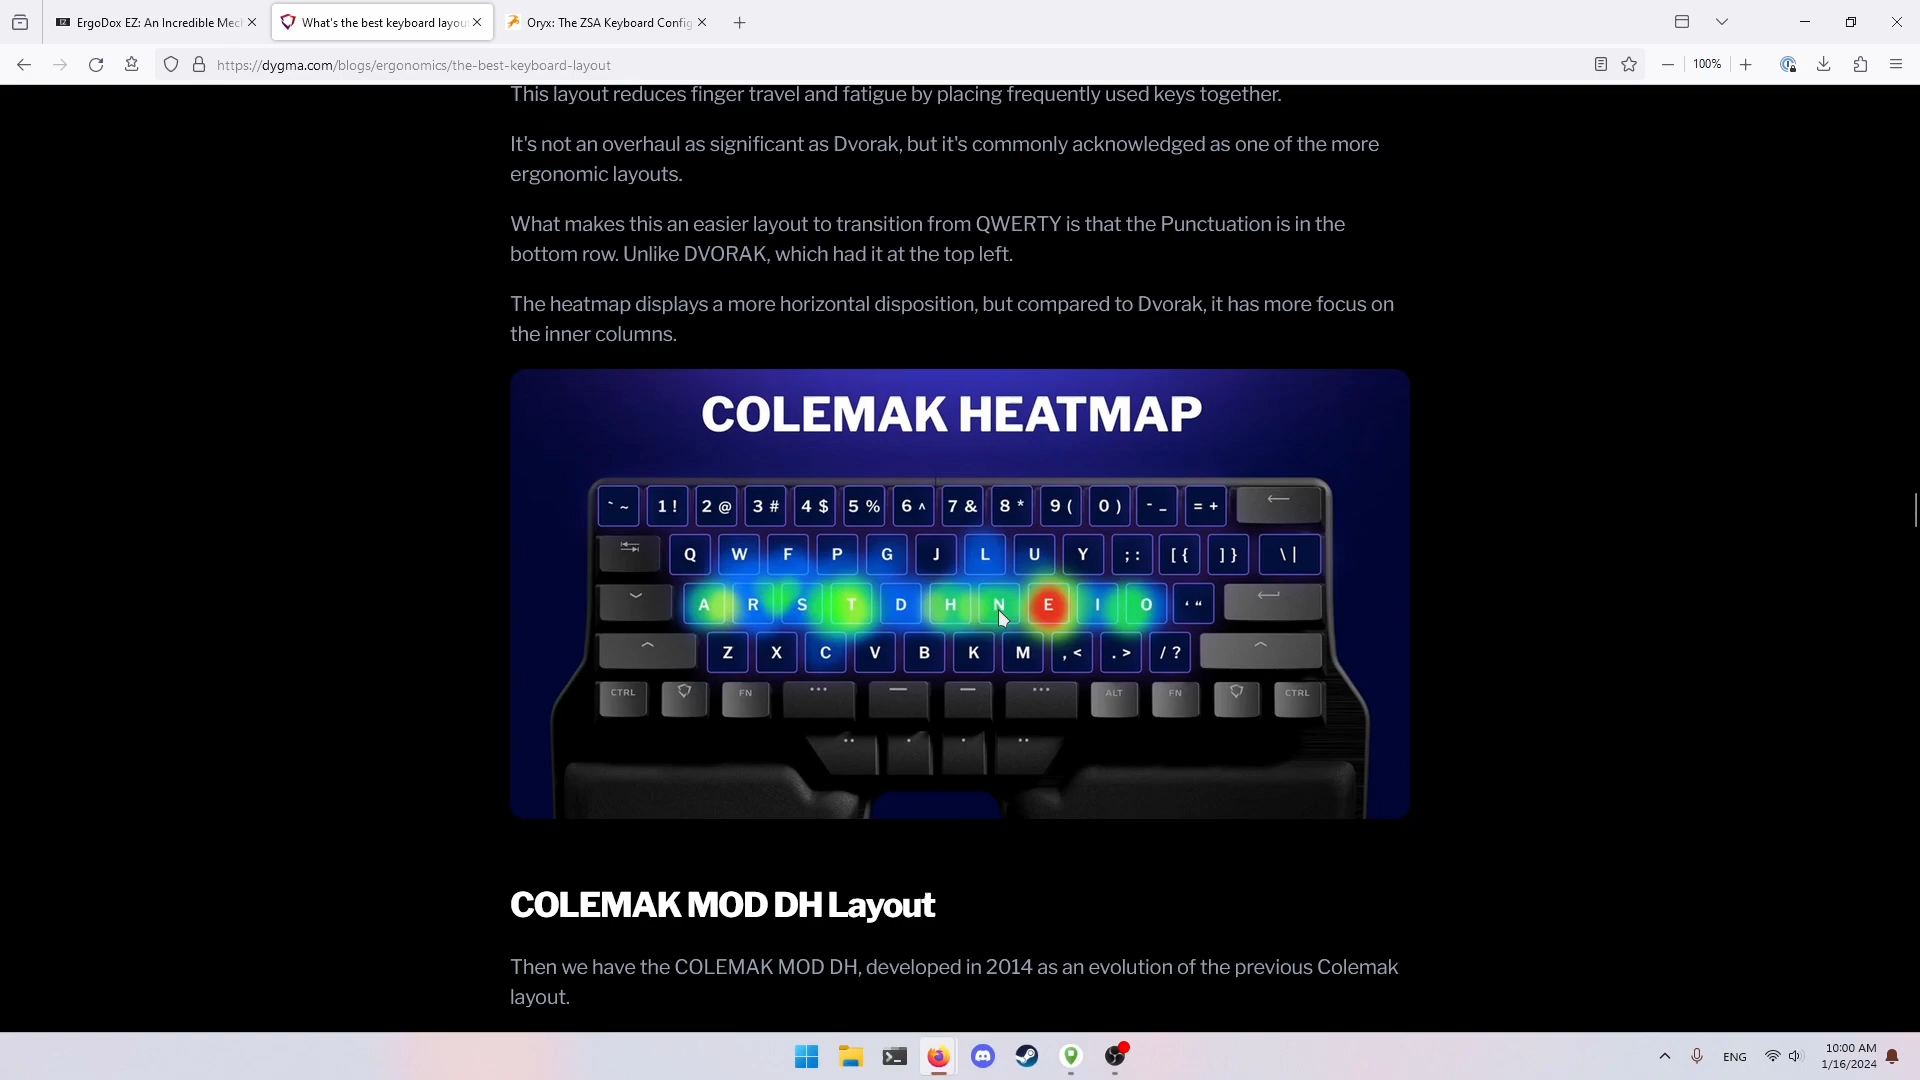 ErgoDox EZ: An Incredible Mec
What's the best keyboard layou
Oryx: The ZSA Keyboard Config
https://dygma.com/blogs/ergonomics/the-best-keyboard-layout
100%
This layout reduces finger travel and fatigue by placing frequently used keys together.
It's not an overhaul as significant as Dvorak, but it's commonly acknowledged as one of the more
ergonomic layouts.
What makes this an easier layout to transition from QWERTY is that the Punctuation is in the
bottom row. Unlike DVORAK, which had it at the top left.
The heatmap displays a more horizontal disposition, but compared to Dvorak, it has more focus on
the inner columns.
COLEMAK HEATMAP
` ~ 1 ! 2 @ 3 # 4 $ 5 % 6 ^ 7 & 8 * 9 ( 0 ) - _ = +
Q W F P G J L U Y ; : [ { ] } \ |
A R S T D H N E I O ‘ “
Z X C V B K M , < . > / ?
CTRL FN ALT FN CTRL
COLEMAK MOD DH Layout
Then we have the COLEMAK MOD DH, developed in 2014 as an evolution of the previous Colemak
layout.
ENG
10:00 AM
1/16/2024